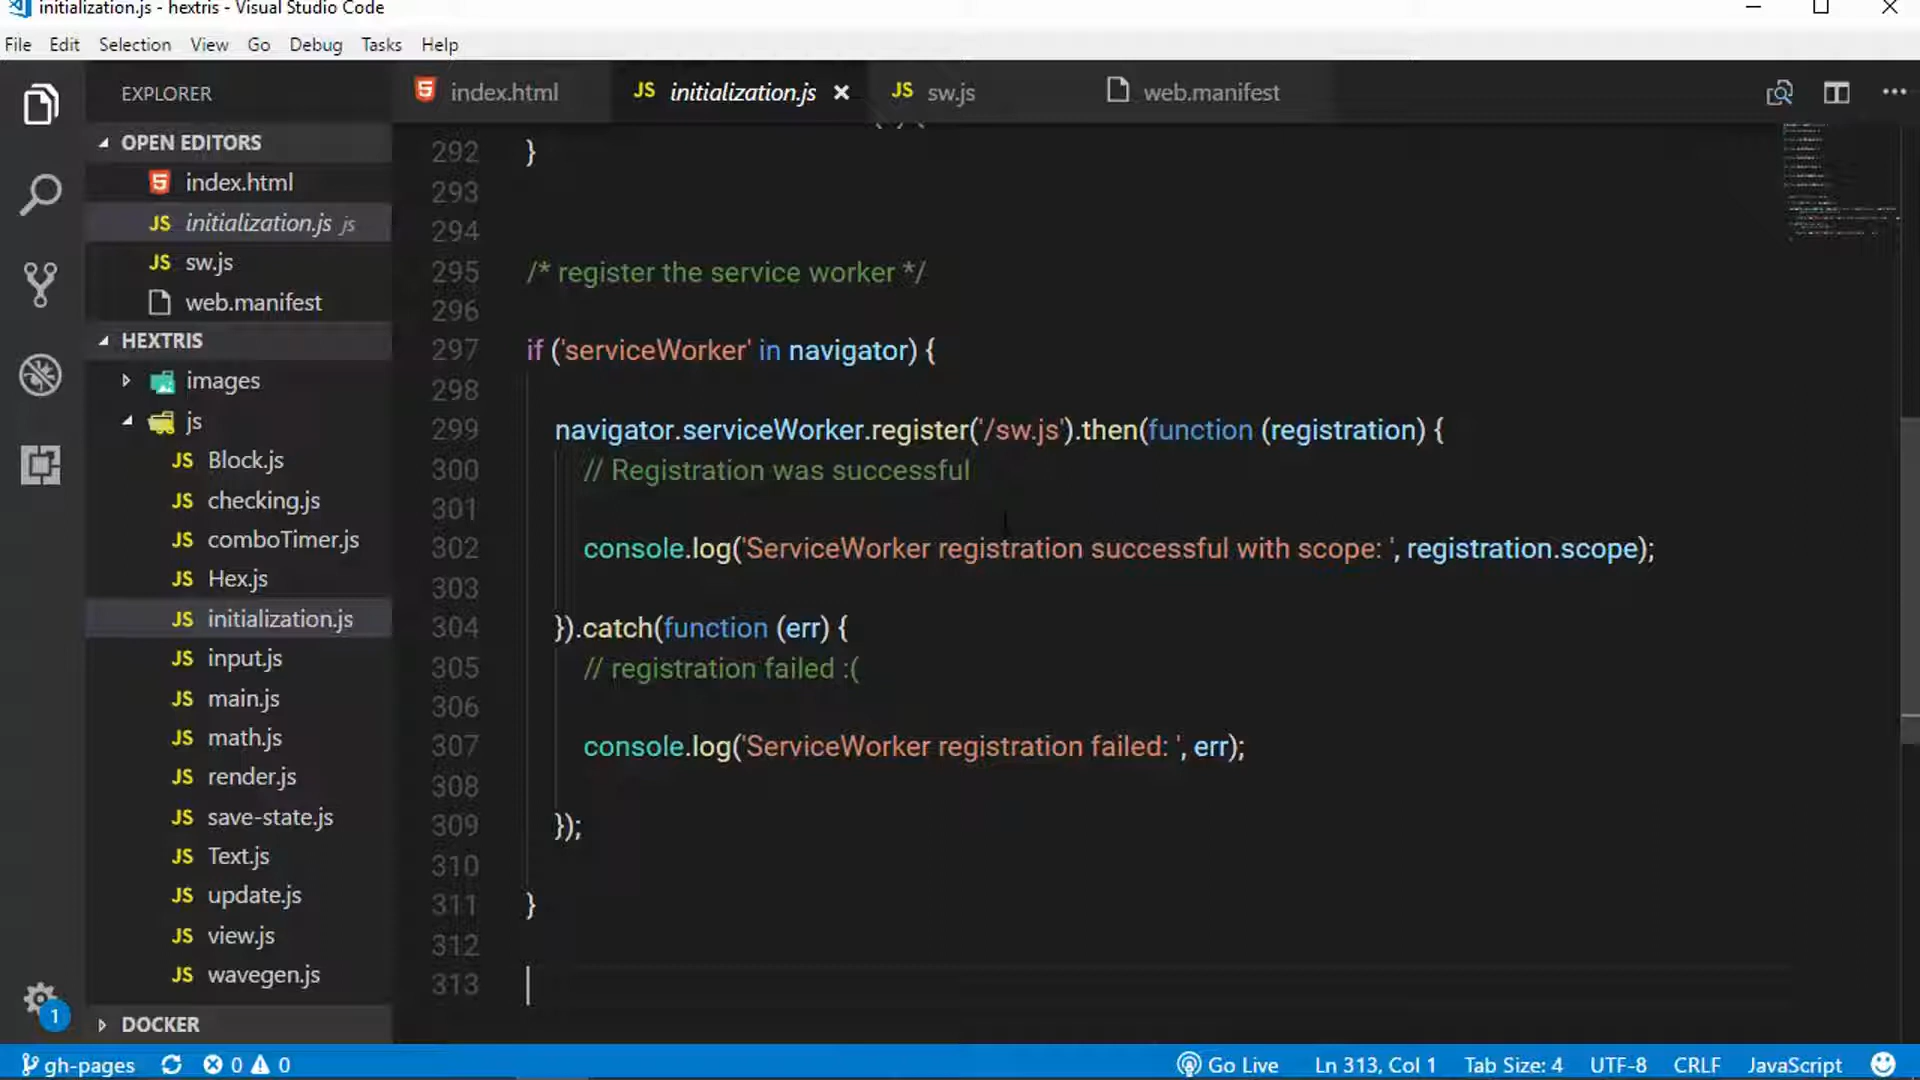 initialization.js - hextris - Visual Studio Code
File Edit Selection View Go Debug Tasks Help
EXPLORER
OPEN EDITORS
index.html
JS initialization.js js
JS sw.js
web.manifest
HEXTRIS
images
js
JS Block.js
JS checking.js
JS comboTimer.js
JS Hex.js
JS initialization.js
JS input.js
JS main.js
JS math.js
JS render.js
JS save-state.js
JS Text.js
JS update.js
JS view.js
JS wavegen.js
DOCKER
1
index.html JS initialization.js JS sw.js web.manifest
292 }
293
294
295 /* register the service worker */
296
297 if ('serviceWorker' in navigator) {
298
299 navigator.serviceWorker.register('/sw.js').then(function (registration) {
300 // Registration was successful
301
302 console.log('ServiceWorker registration successful with scope: ', registration.scope);
303
304 }).catch(function (err) {
305 // registration failed :(
306
307 console.log('ServiceWorker registration failed: ', err);
308
309 });
310
311 }
312
313
gh-pages 0 0 Go Live Ln 313, Col 1 Tab Size: 4 UTF-8 CRLF JavaScript